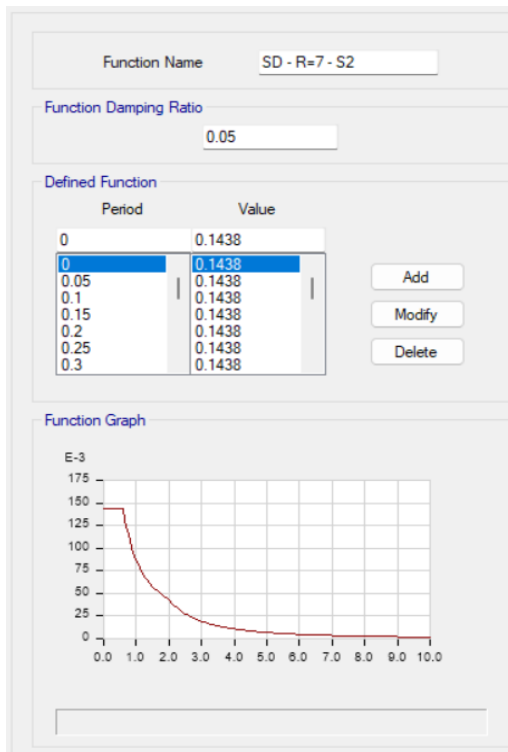 Function Name SD - R=7 - S2
Function Damping Ratio
0.05
Defined Function
Period Value
0 0.1438
0 0.1438
0.05 0.1438
0.1 0.1438
0.15 0.1438
0.2 0.1438
0.25 0.1438
0.3 0.1438
Add
Modify
Delete
Function Graph
E-3
175
150
125
100
75
50
25
0
0.0 1.0 2.0 3.0 4.0 5.0 6.0 7.0 8.0 9.0 10.0